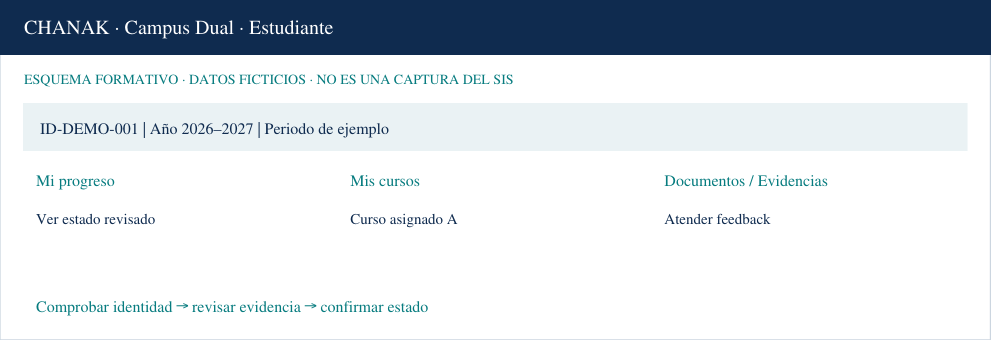 CHANAK · Campus Dual · Estudiante
ESQUEMA FORMATIVO · DATOS FICTICIOS · NO ES UNA CAPTURA DEL SIS
ID-DEMO-001 | Año 2026–2027 | Periodo de ejemplo
Mi progreso
Ver estado revisado
Mis cursos
Curso asignado A
Documentos / Evidencias
Atender feedback
Comprobar identidad → revisar evidencia → confirmar estado